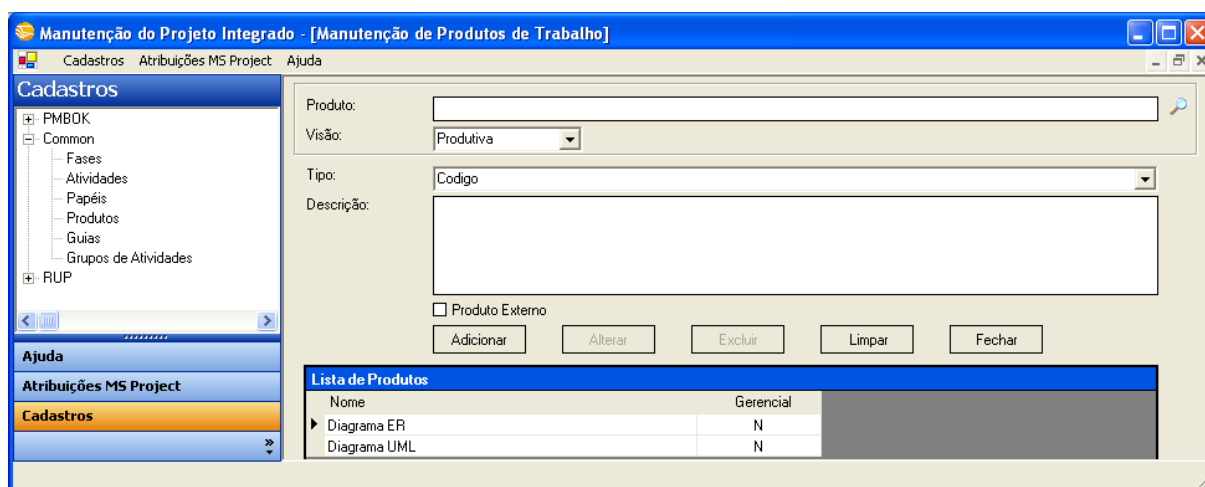 Manutenção do Projeto Integrado - [Manutenção de Produtos de Trabalho]
Cadastros Atribuições MS Project Ajuda
Cadastros
PMBOK
Common
Fases
Atividades
Papéis
Produtos
Guias
Grupos de Atividades
RUP
Ajuda
Atribuições MS Project
Cadastros
Produto:
Visão: Produtiva
Tipo: Codigo
Descrição:
Produto Externo
Adicionar Alterar Excluir Limpar Fechar
Lista de Produtos
Nome Gerencial
Diagrama ER N
Diagrama UML N